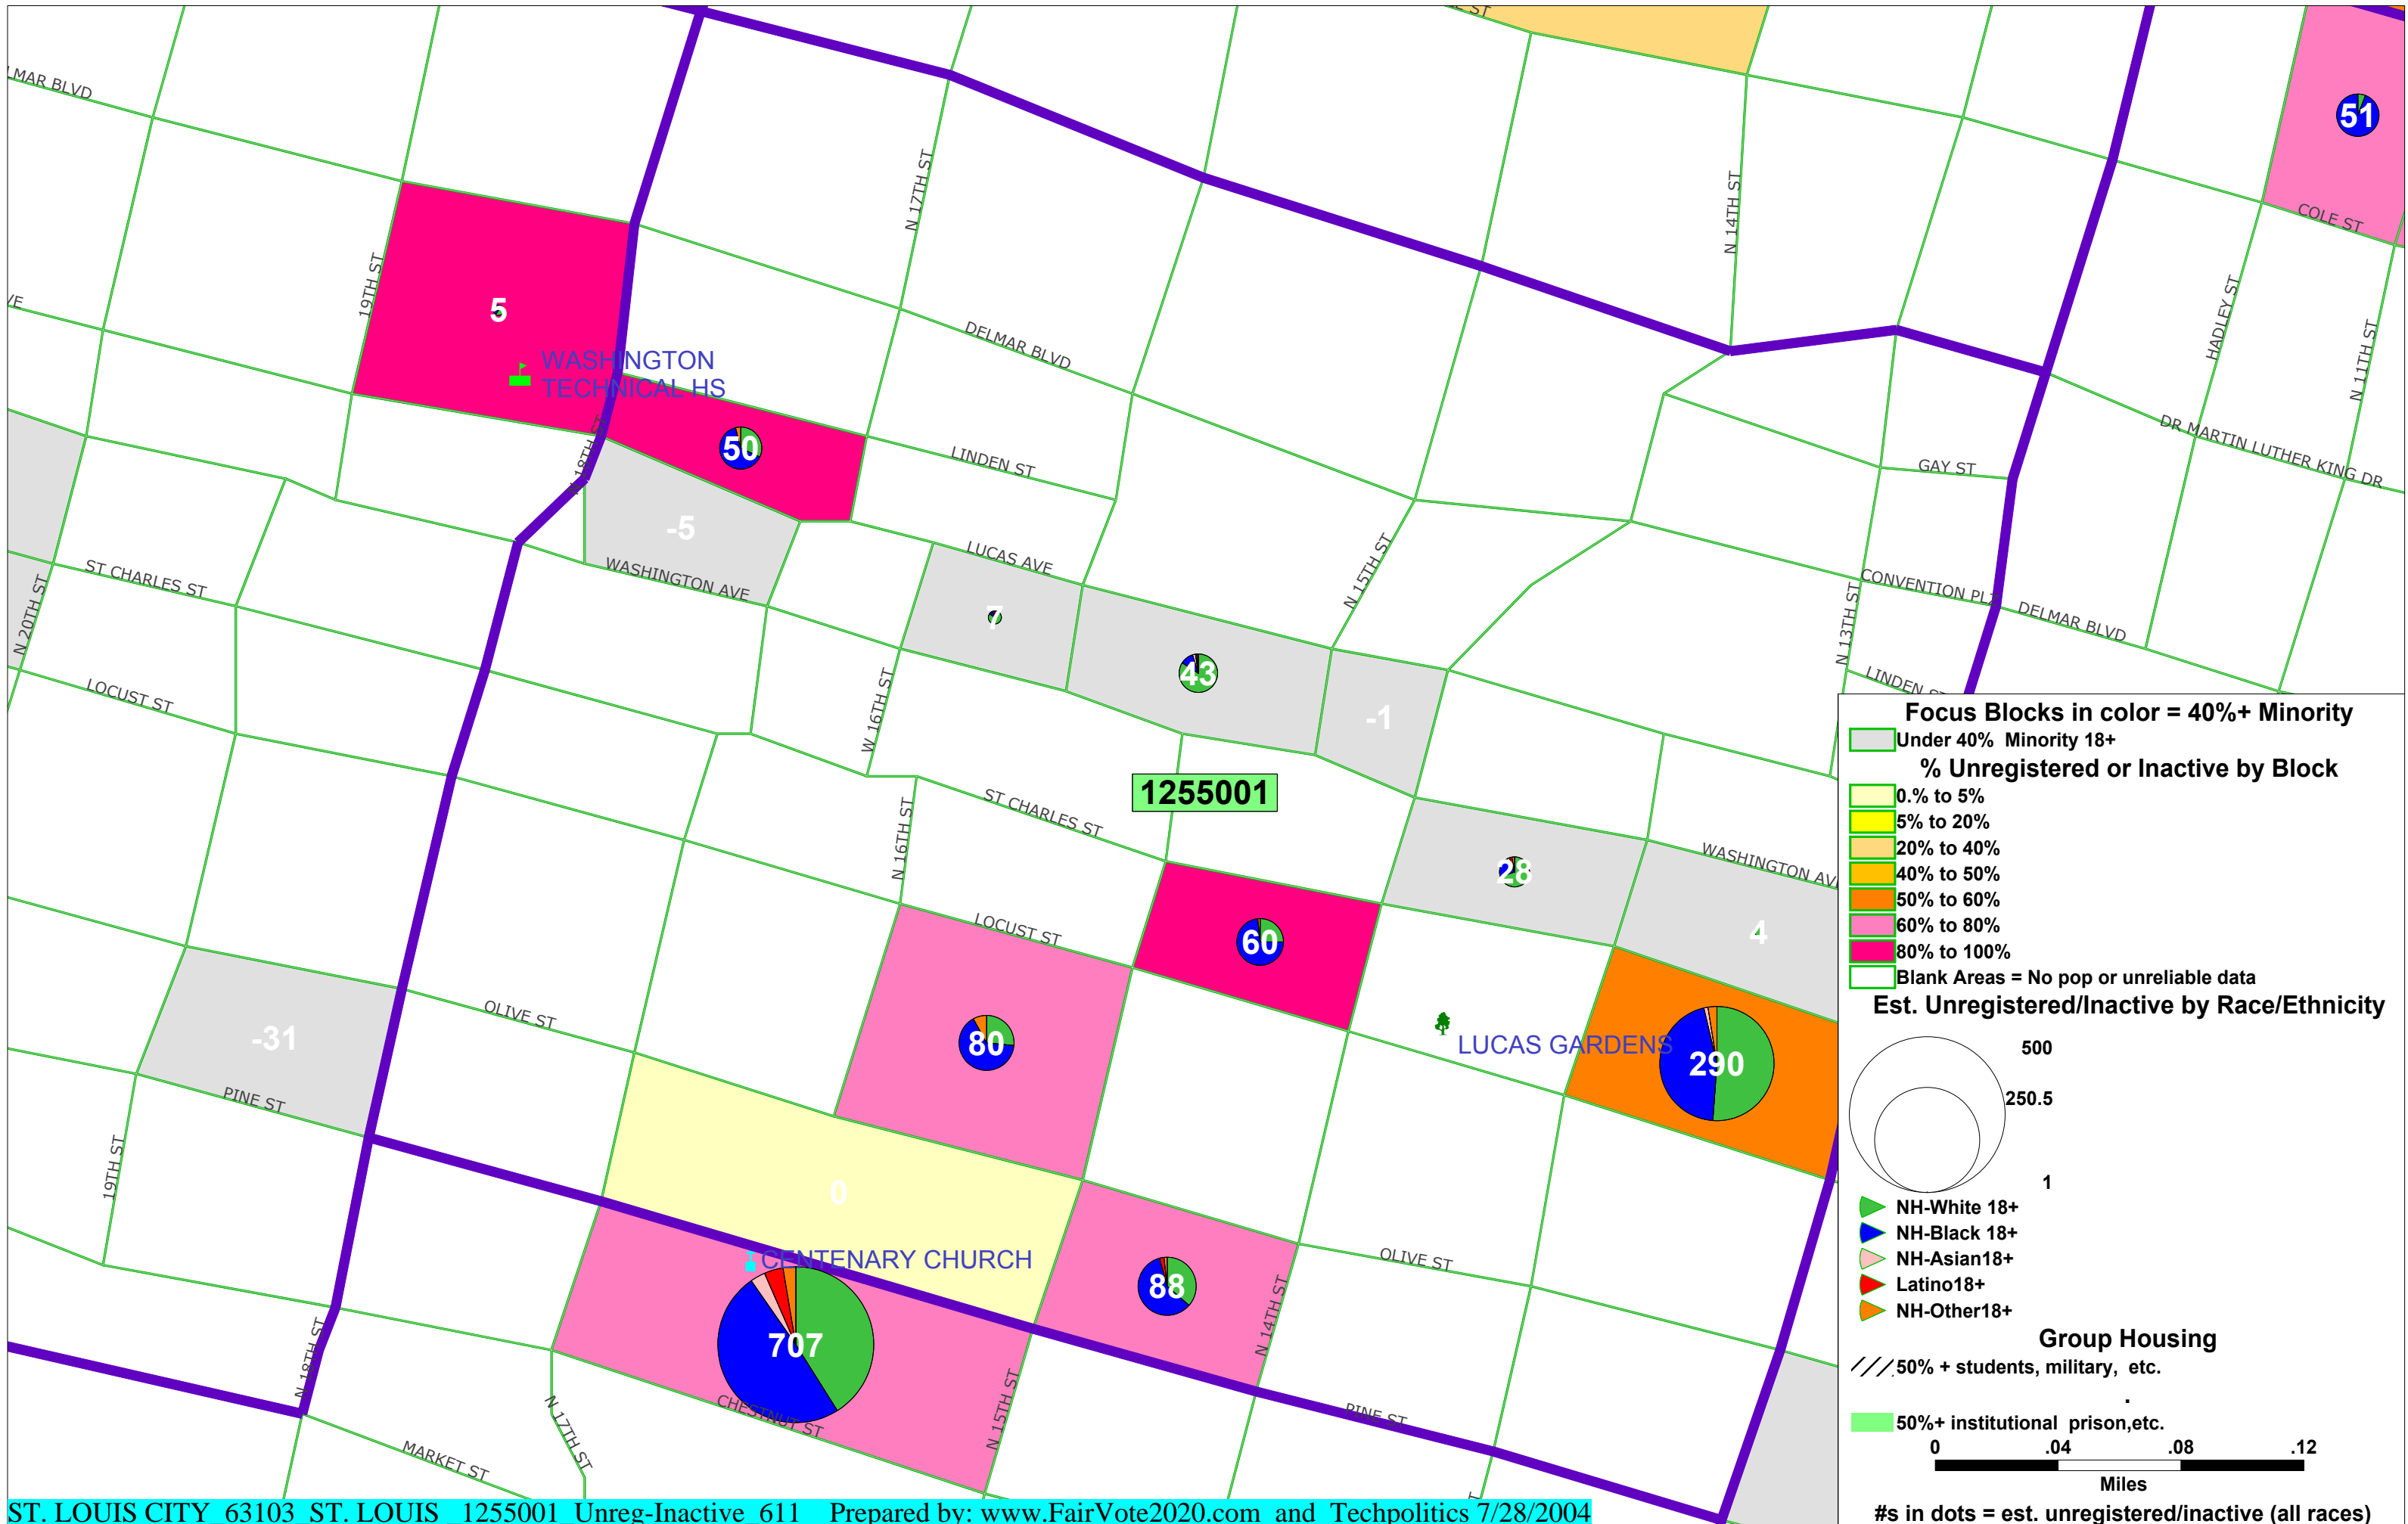 LMAR BLVD
N 17TH ST
N 14TH ST
51
COLE ST
19TH ST
5
WASHINGTON
TECHNICAL HS
DELMAR BLVD
HADLEY ST
N 11TH ST
N 18TH ST
50
LINDEN ST
DR MARTIN LUTHER KING DR
GAY ST
-5
WASHINGTON AVE
LUCAS AVE
N 15TH ST
CONVENTION PLZ
DELMAR BLVD
N 13TH ST
N 20TH ST
ST CHARLES ST
7
43
-1
LINDEN ST
LOCUST ST
W 16TH ST
1255001
N 16TH ST
ST CHARLES ST
28
WASHINGTON AV
4
LOCUST ST
60
-31
OLIVE ST
80
LUCAS GARDENS
290
PINE ST
19TH ST
0
CENTENARY CHURCH
88
OLIVE ST
N 14TH ST
707
N 18TH ST
CHESTNUT ST
N 15TH ST
PINE ST
N 17TH ST
MARKET ST
Focus Blocks in color = 40%+ Minority
Under 40% Minority 18+
% Unregistered or Inactive by Block
0.% to 5%
5% to 20%
20% to 40%
40% to 50%
50% to 60%
60% to 80%
80% to 100%
Blank Areas = No pop or unreliable data
Est. Unregistered/Inactive by Race/Ethnicity
500
250.5
1
NH-White 18+
NH-Black 18+
NH-Asian18+
Latino18+
NH-Other18+
Group Housing
50% + students, military, etc.
.
50%+ institutional prison,etc.
0 .04 .08 .12
Miles
#s in dots = est. unregistered/inactive (all races)
ST. LOUIS CITY 63103 ST. LOUIS 1255001 Unreg-Inactive 611 Prepared by: www.FairVote2020.com and Techpolitics 7/28/2004